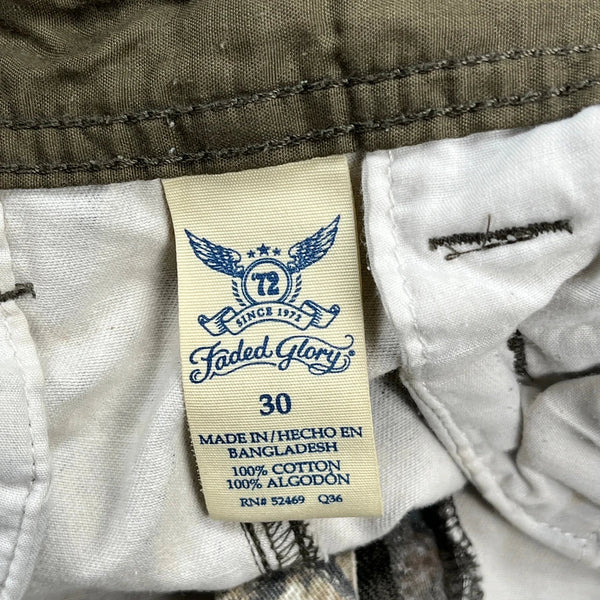 '72
SINCE 1972
Faded Glory®
30
MADE IN/HECHO EN
BANGLADESH
100% COTTON
100% ALGODÓN
RN# 52469 Q36